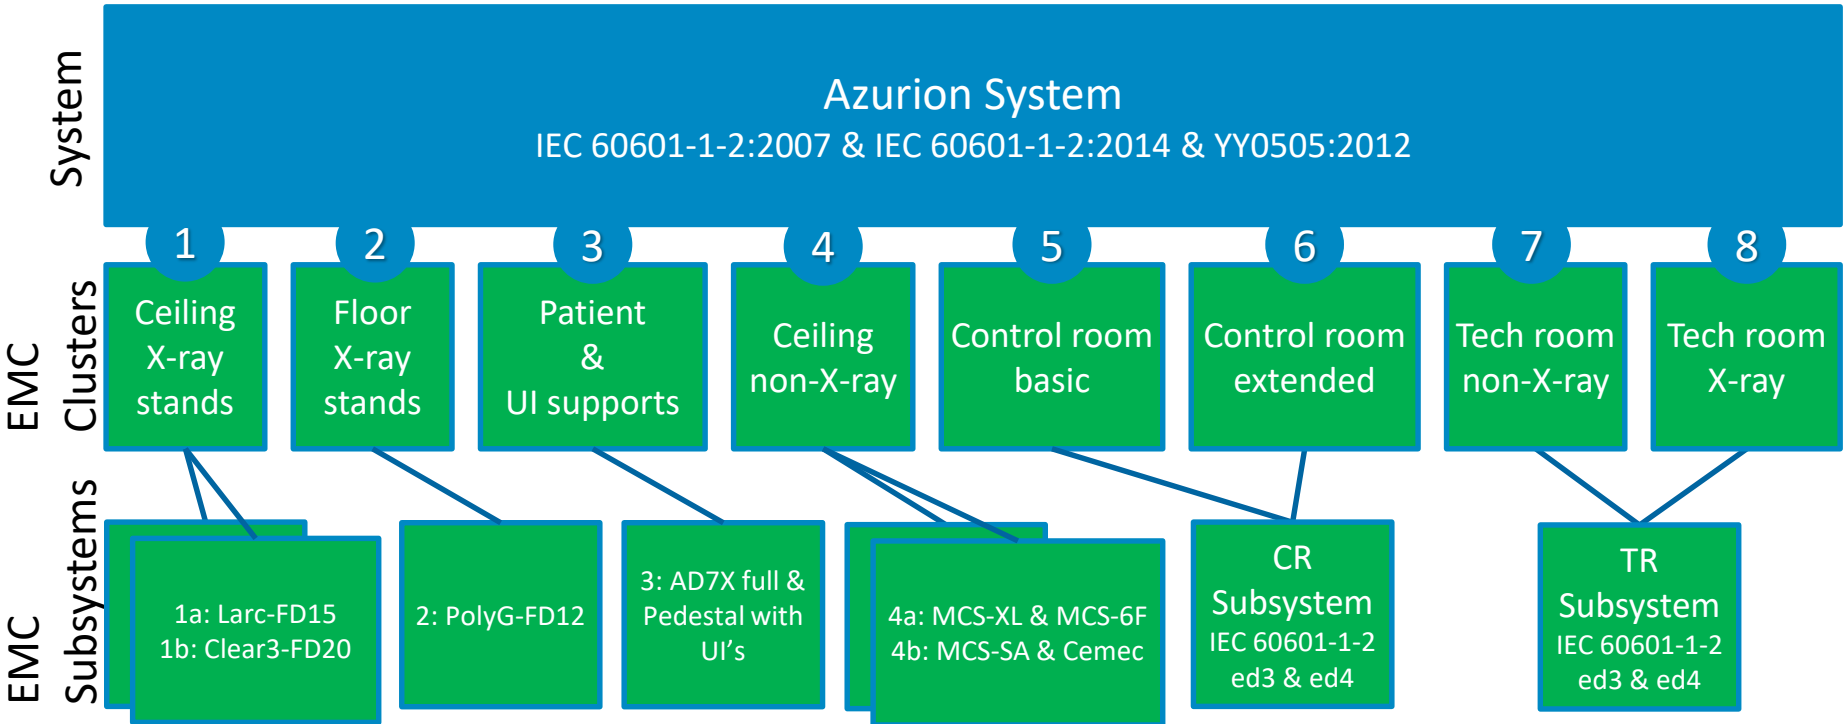 System
Azurion System
IEC 60601-1-2:2007 & IEC 60601-1-2:2014 & YY0505:2012
EMC
Clusters
1
Ceiling
X-ray
stands
2
Floor
X-ray
stands
3
Patient
&
UI supports
4
Ceiling
non-X-ray
5
Control room
basic
6
Control room
extended
7
Tech room
non-X-ray
8
Tech room
X-ray
EMC
Subsystems
1a: Larc-FD15
1b: Clear3-FD20
2: PolyG-FD12
3: AD7X full &
Pedestal with
UI’s
4a: MCS-XL & MCS-6F
4b: MCS-SA & Cemec
CR
Subsystem
IEC 60601-1-2
ed3 & ed4
TR
Subsystem
IEC 60601-1-2
ed3 & ed4